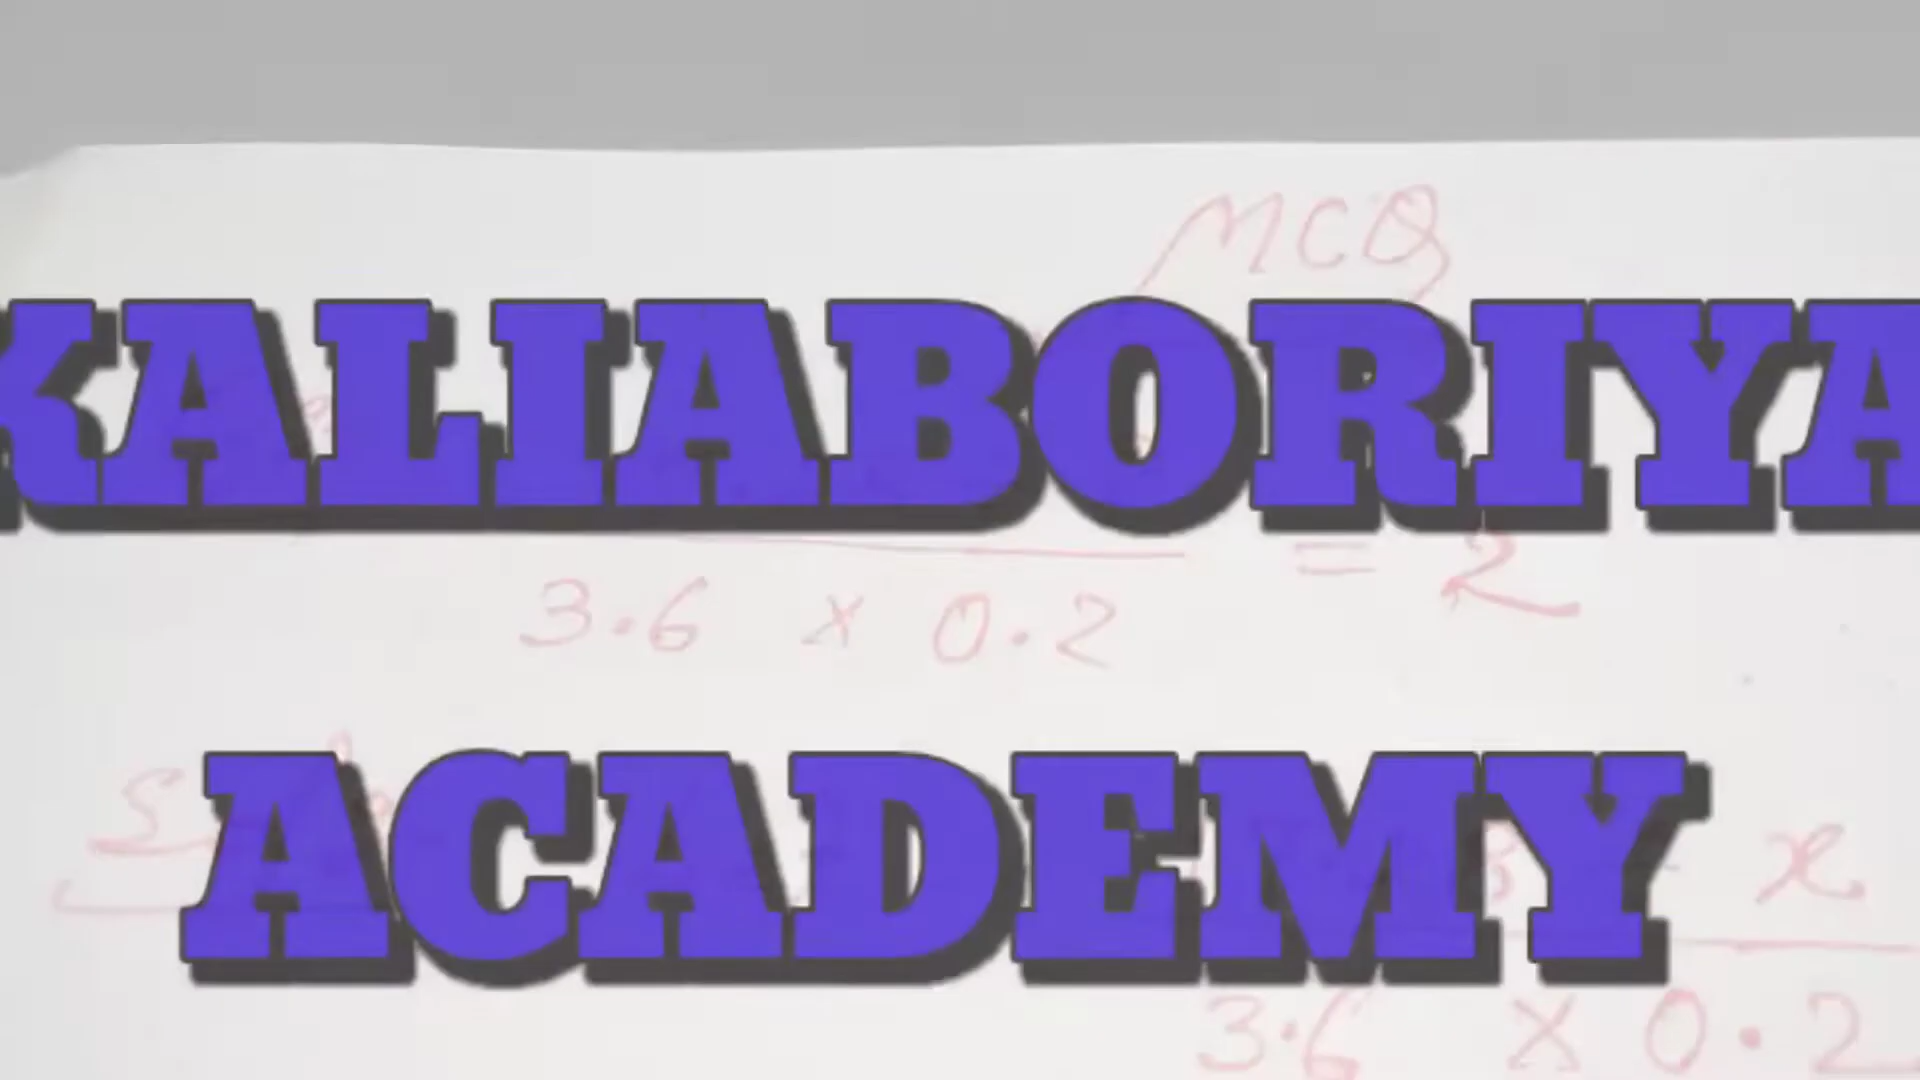 MCQ
KALIABORIYA
= 2
3.6 x 0.2
ACADEMY
x
3.6 x 0.2